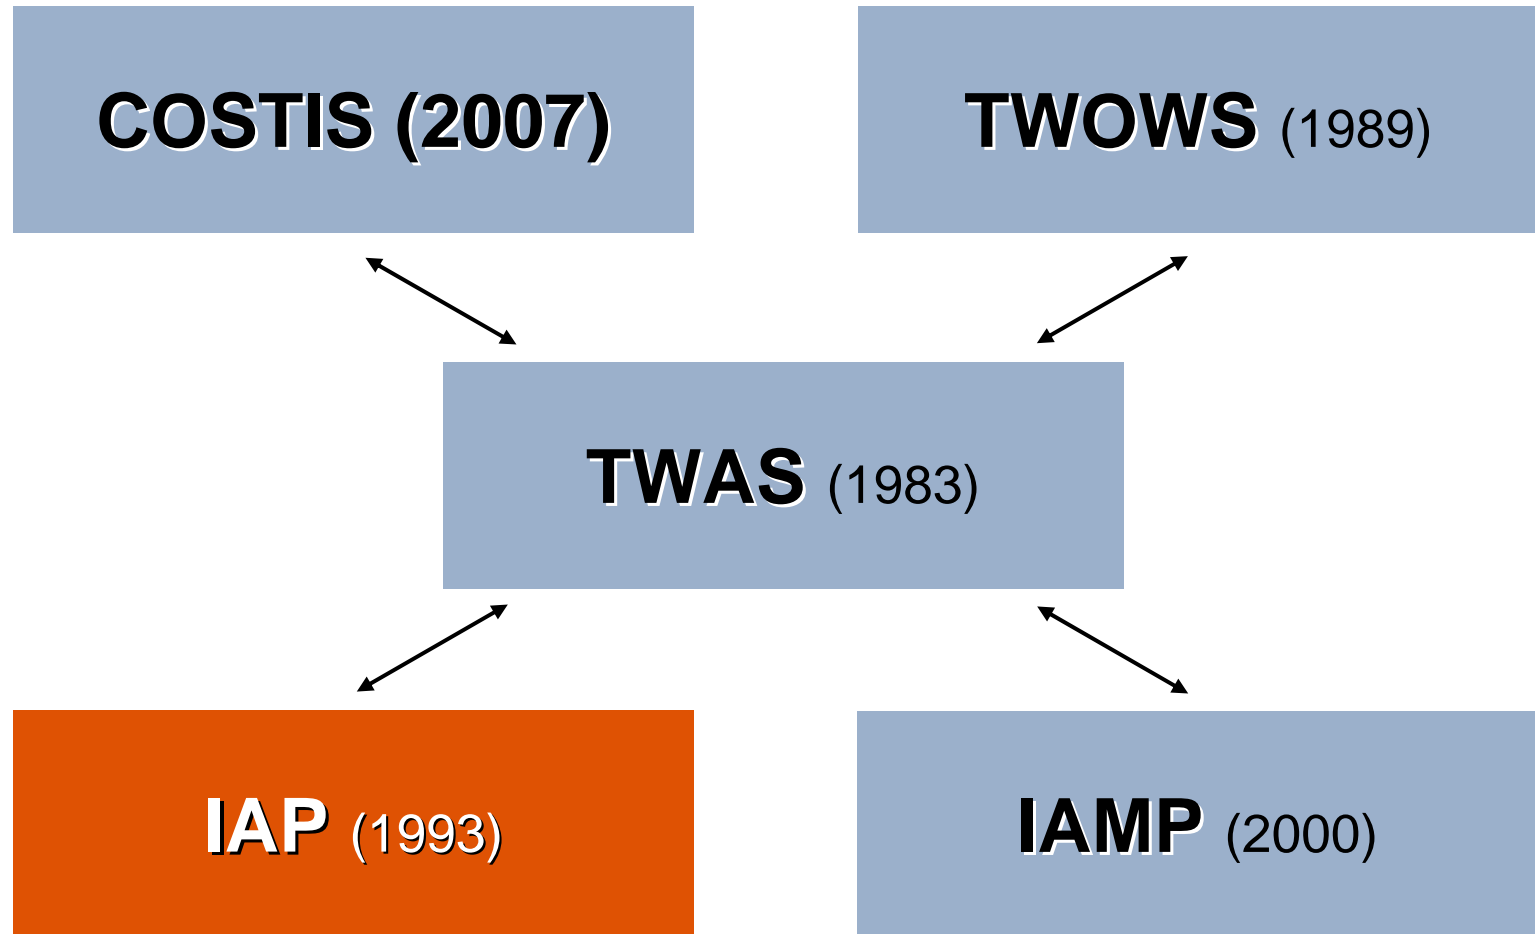 COSTIS (2007)
TWOWS (1989)
TWAS (1983)
IAP (1993)
IAMP (2000)